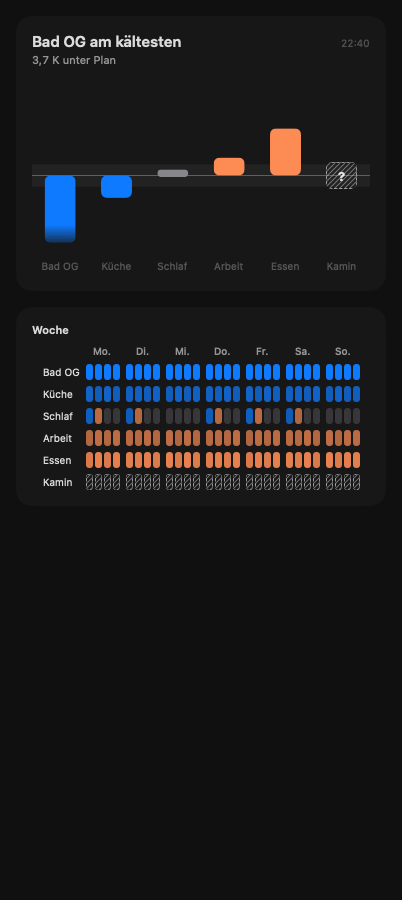 Bad OG am kältesten
22:40
3,7 K unter Plan
?
Bad OG Küche Schlaf Arbeit Essen Kamin
Woche
Mo. Di. Mi. Do. Fr. Sa. So.
Bad OG
Küche
Schlaf
Arbeit
Essen
Kamin